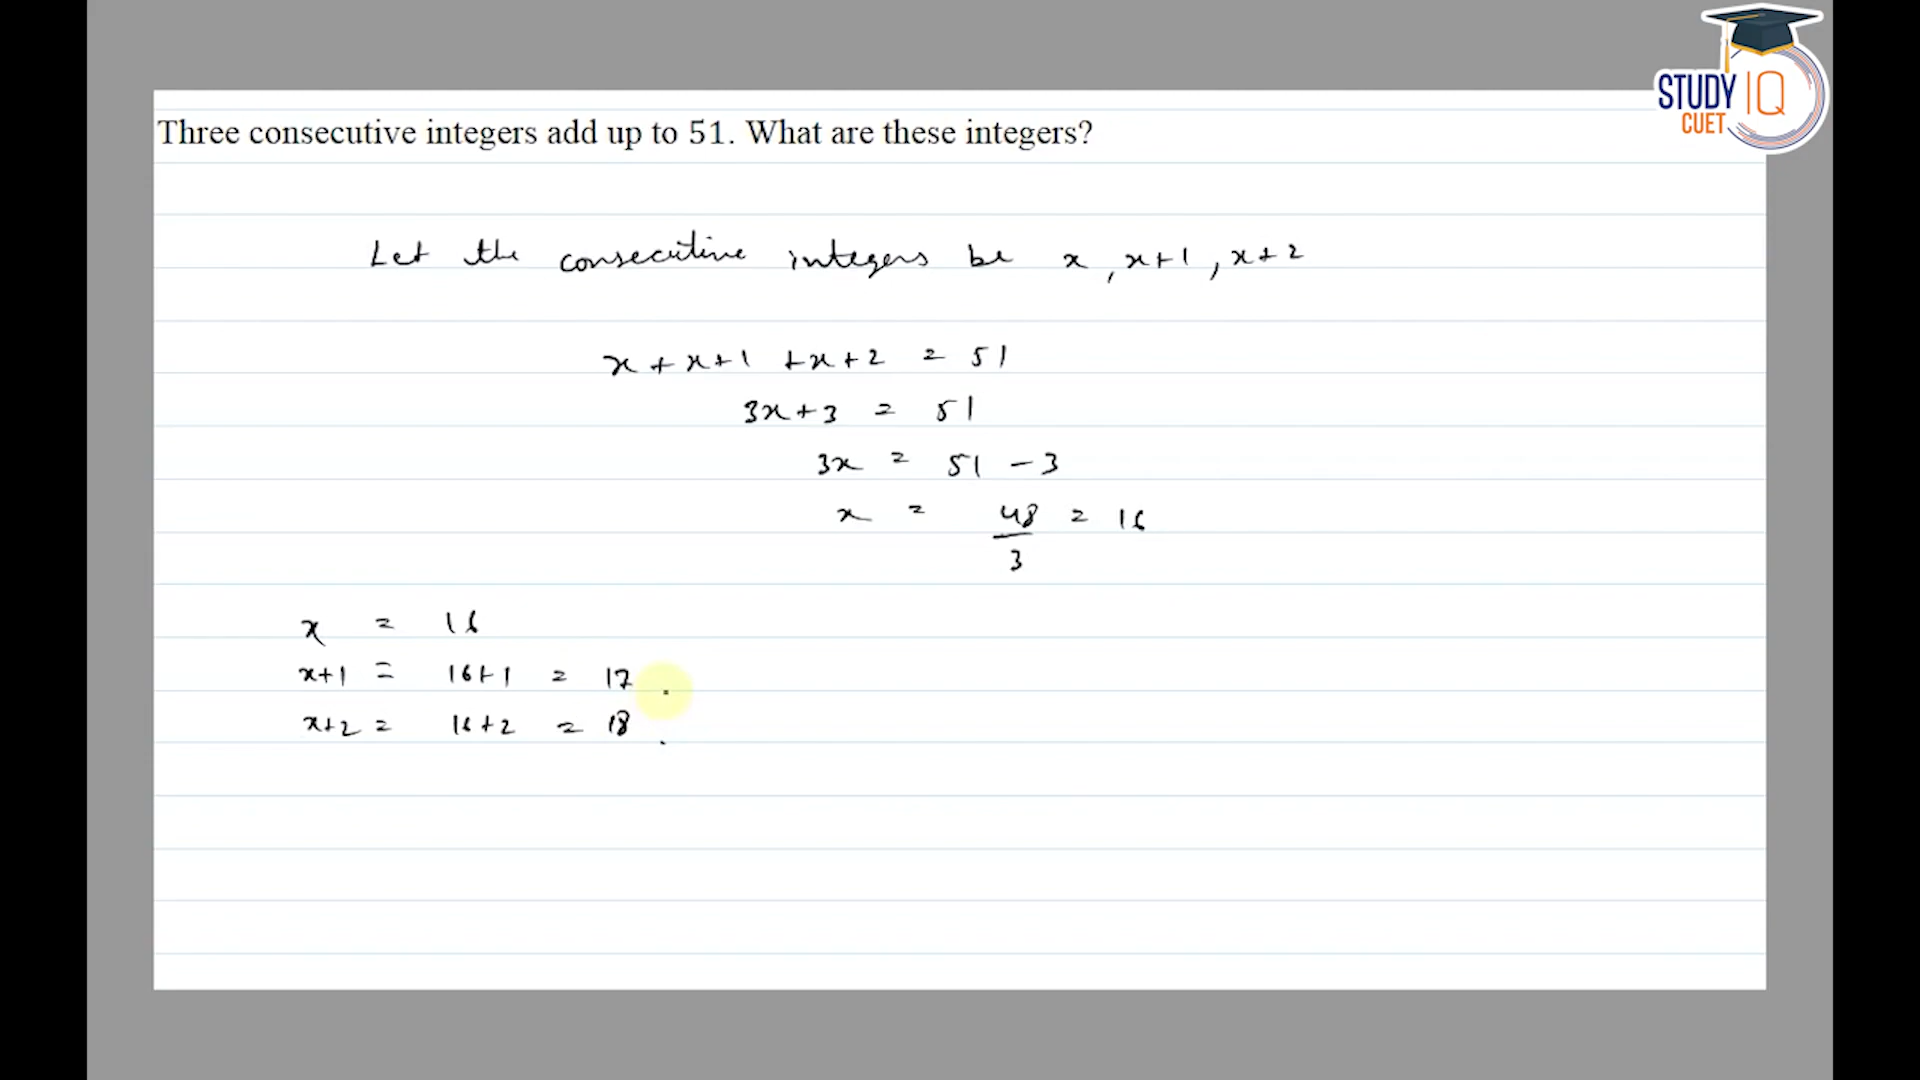 STUDY IQ
CUET
Three consecutive integers add up to 51. What are these integers?
Let the consecutive integers be x, x+1, x+2
x + x+1 + x+2 = 51
3x+3 = 51
3x = 51 - 3
x = 48/3 = 16
x = 16
x+1 = 16+1 = 17
x+2 = 16+2 = 18